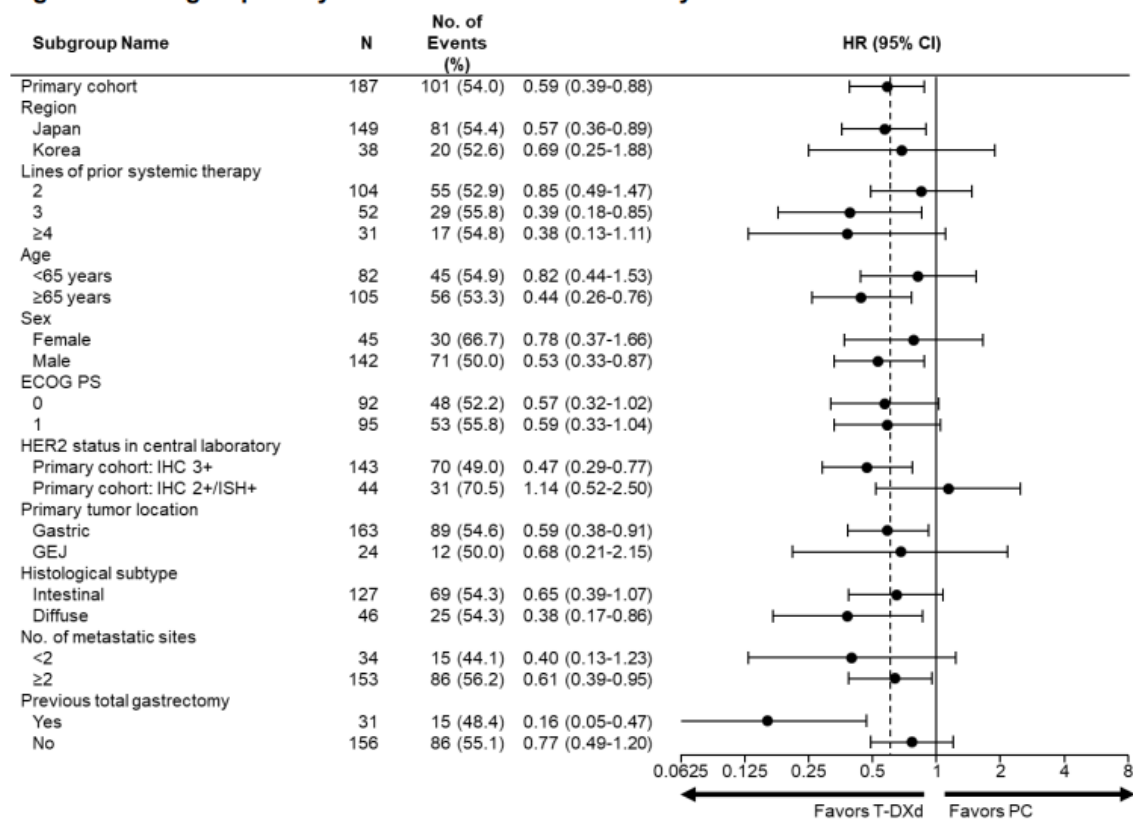 No. of
Subgroup Name N Events HR (95% CI)
(%)
Primary cohort 187 101 (54.0) 0.59 (0.39-0.88)
Region
Japan 149 81 (54.4) 0.57 (0.36-0.89)
Korea 38 20 (52.6) 0.69 (0.25-1.88)
Lines of prior systemic therapy
2 104 55 (52.9) 0.85 (0.49-1.47)
3 52 29 (55.8) 0.39 (0.18-0.85)
≥4 31 17 (54.8) 0.38 (0.13-1.11)
Age
<65 years 82 45 (54.9) 0.82 (0.44-1.53)
≥65 years 105 56 (53.3) 0.44 (0.26-0.76)
Sex
Female 45 30 (66.7) 0.78 (0.37-1.66)
Male 142 71 (50.0) 0.53 (0.33-0.87)
ECOG PS
0 92 48 (52.2) 0.57 (0.32-1.02)
1 95 53 (55.8) 0.59 (0.33-1.04)
HER2 status in central laboratory
Primary cohort: IHC 3+ 143 70 (49.0) 0.47 (0.29-0.77)
Primary cohort: IHC 2+/ISH+ 44 31 (70.5) 1.14 (0.52-2.50)
Primary tumor location
Gastric 163 89 (54.6) 0.59 (0.38-0.91)
GEJ 24 12 (50.0) 0.68 (0.21-2.15)
Histological subtype
Intestinal 127 69 (54.3) 0.65 (0.39-1.07)
Diffuse 46 25 (54.3) 0.38 (0.17-0.86)
No. of metastatic sites
<2 34 15 (44.1) 0.40 (0.13-1.23)
≥2 153 86 (56.2) 0.61 (0.39-0.95)
Previous total gastrectomy
Yes 31 15 (48.4) 0.16 (0.05-0.47)
No 156 86 (55.1) 0.77 (0.49-1.20)
0.0625 0.125 0.25 0.5 1 2 4 8
Favors T-DXd Favors PC